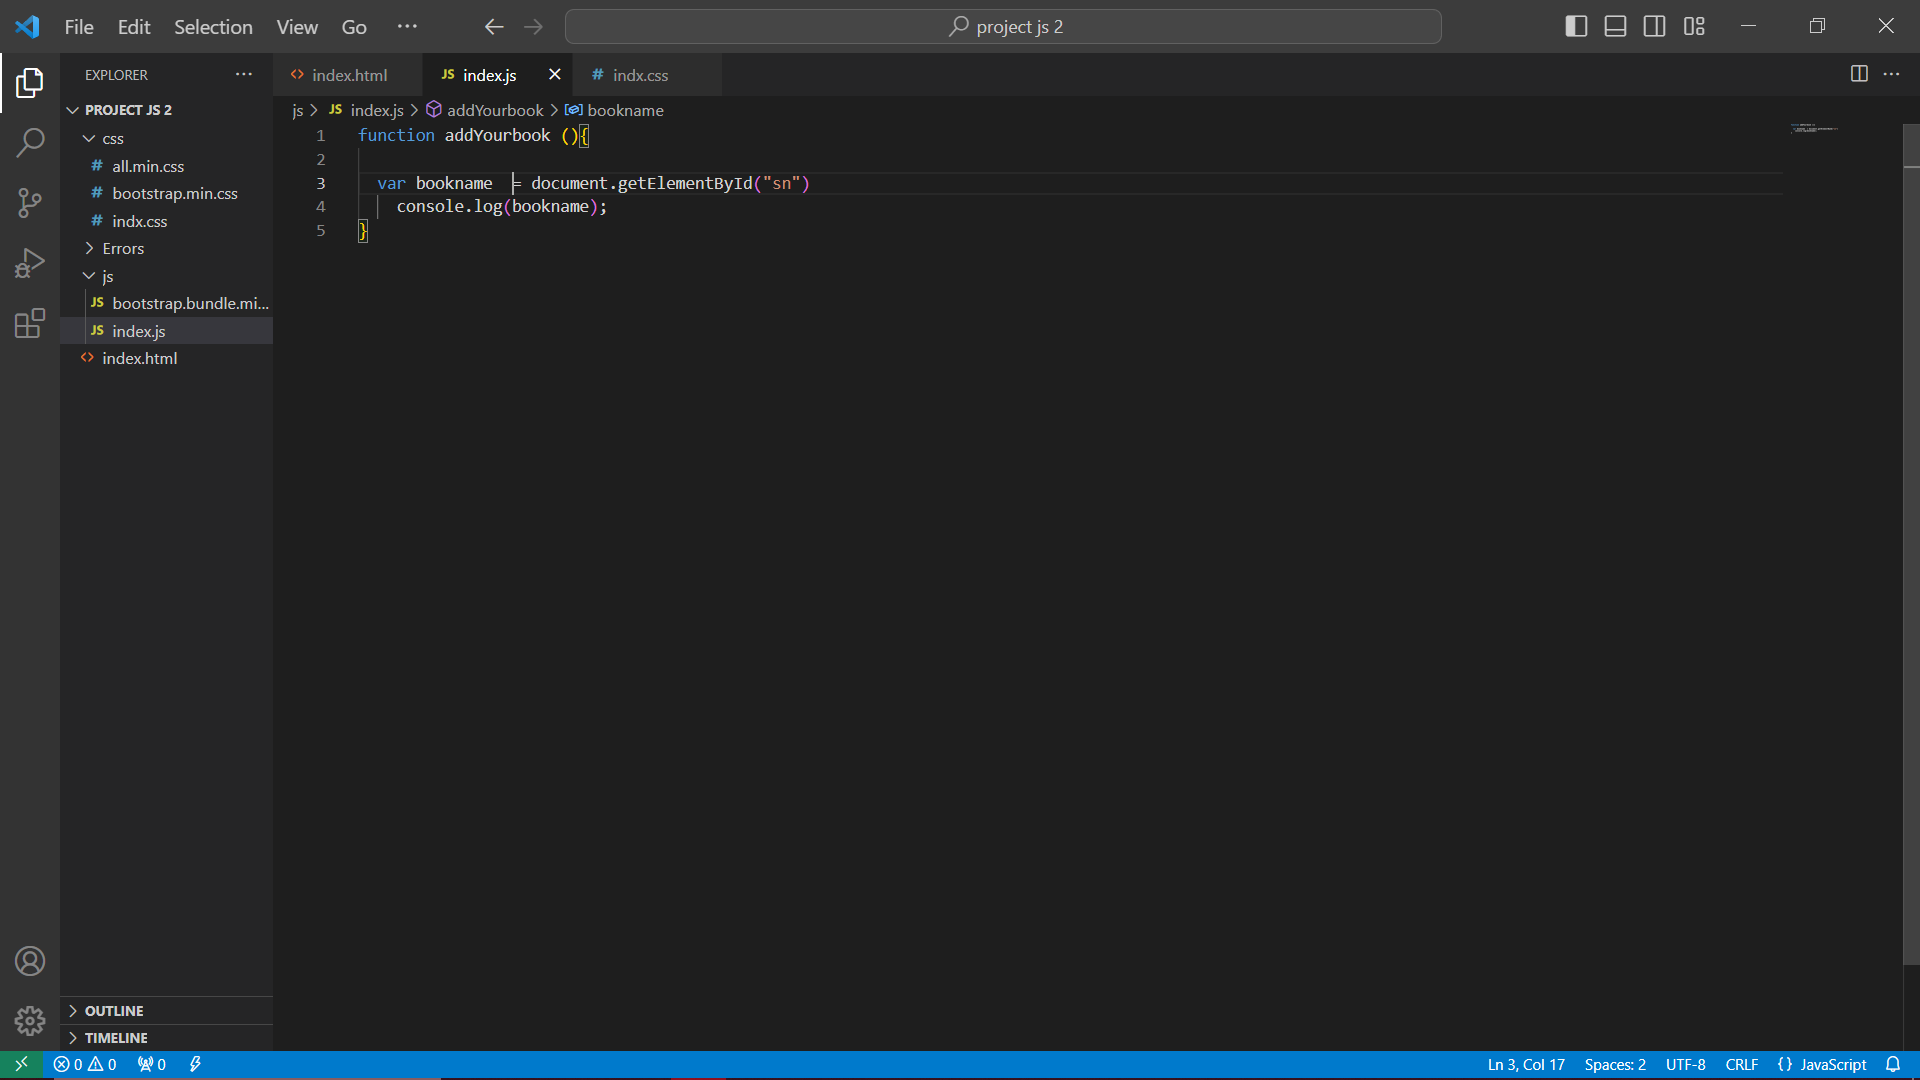 File Edit Selection View Go ···
project js 2
EXPLORER ···
PROJECT JS 2
css
# all.min.css
# bootstrap.min.css
# indx.css
Errors
js
JS bootstrap.bundle.mi...
JS index.js
<> index.html
OUTLINE
TIMELINE
<> index.html JS index.js # indx.css
js > JS index.js > addYourbook > bookname
1 function addYourbook (){
2
3 var bookname  = document.getElementById("sn")
4 console.log(bookname);
5 }
0 0 0 Ln 3, Col 17 Spaces: 2 UTF-8 CRLF {} JavaScript